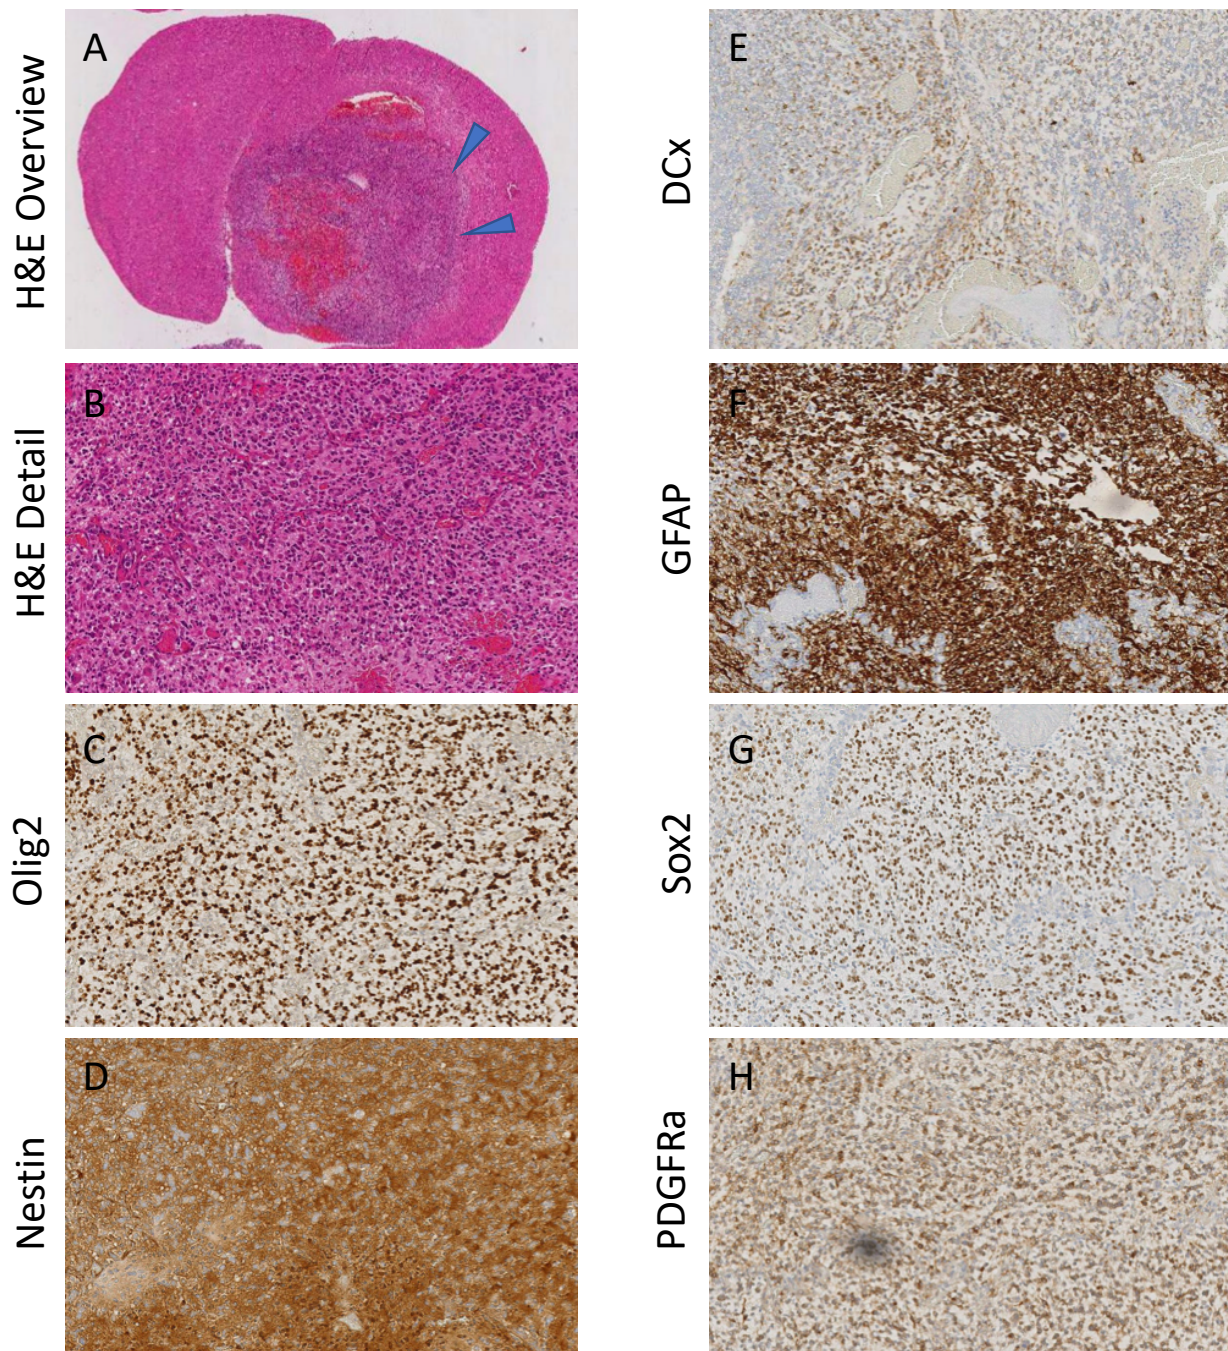 H&E Overview
A
H&E Detail
B
Olig2
C
Nestin
D
DCx
E
GFAP
F
Sox2
G
PDGFRa
H